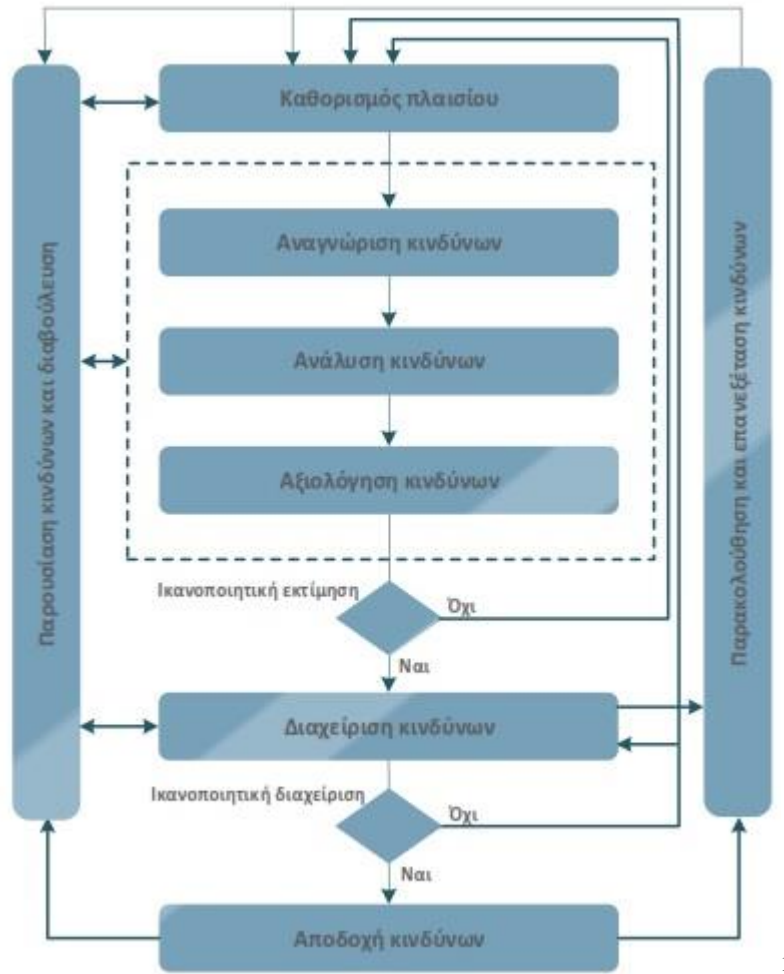 Καθορισμός πλαισίου
Αναγνώριση κινδύνων
Ανάλυση κινδύνων
Αξιολόγηση κινδύνων
Ικανοποιητική εκτίμηση
Όχι
Ναι
Διαχείριση κινδύνων
Ικανοποιητική διαχείριση
Όχι
Ναι
Αποδοχή κινδύνων
Παρουσίαση κινδύνων και διαβούλευση
Παρακολούθηση και επανεξέταση κινδύνων